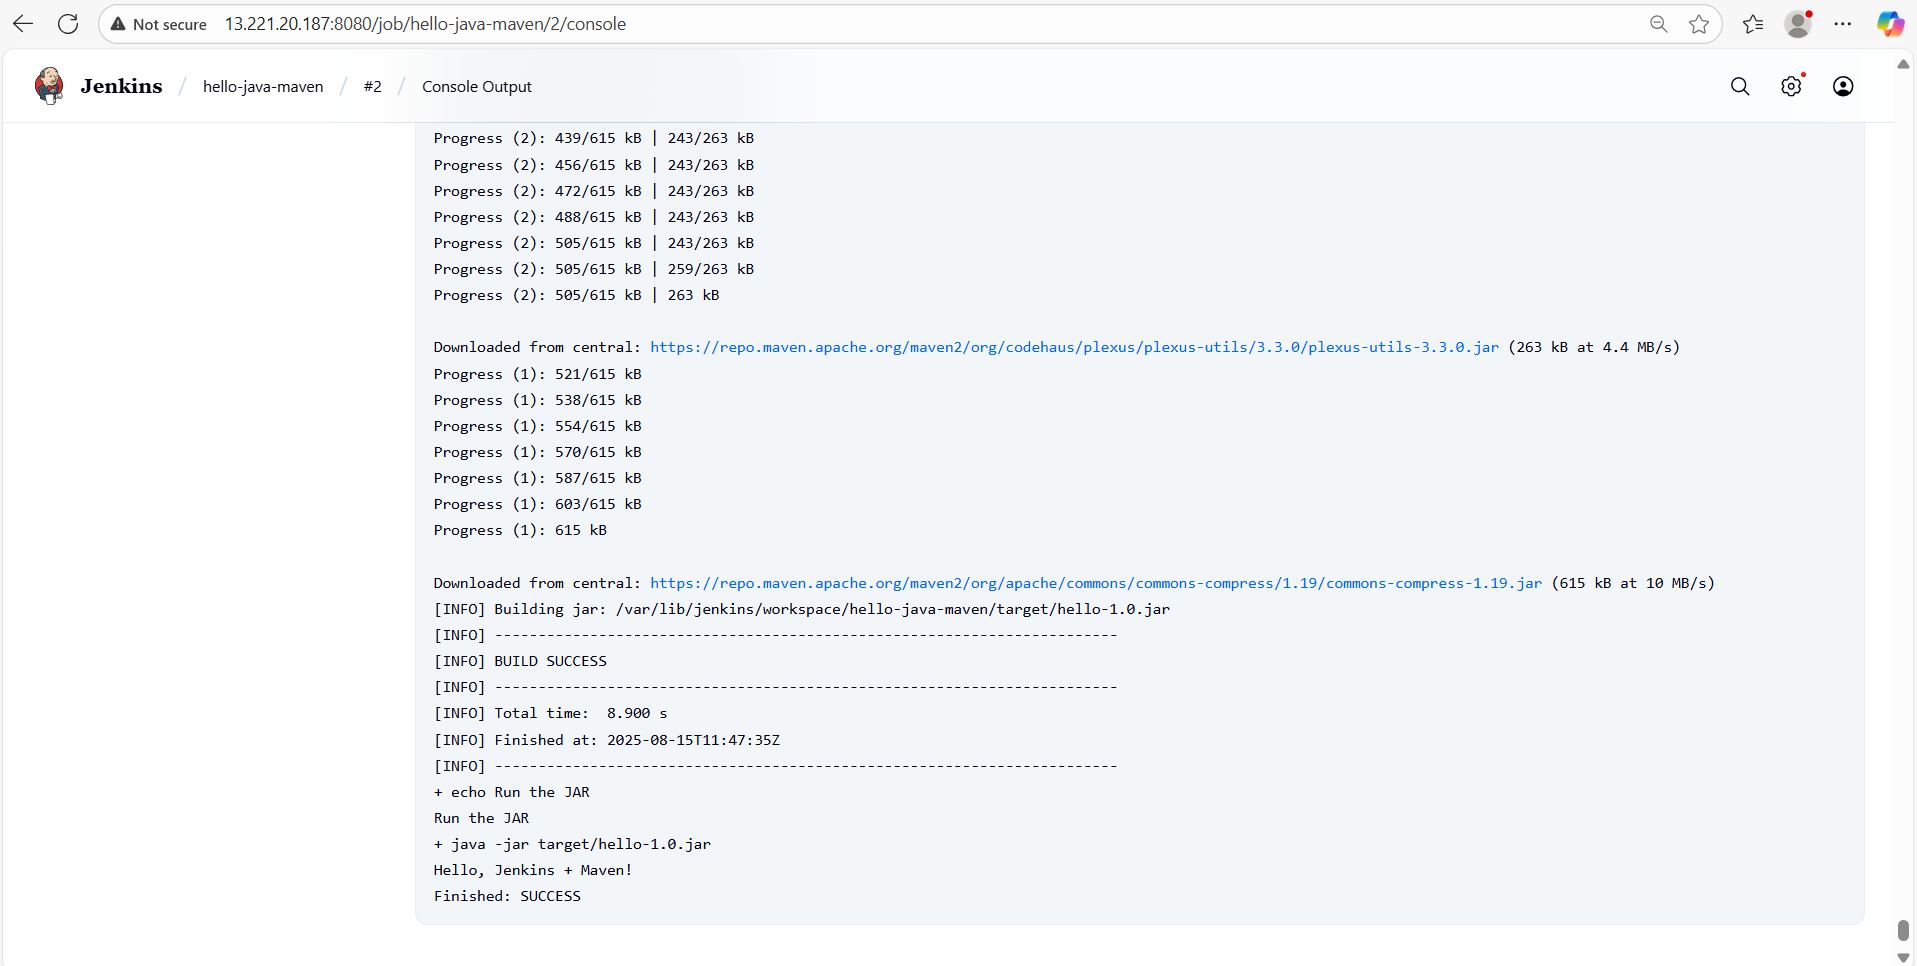 Not secure 13.221.20.187:8080/job/hello-java-maven/2/console
Jenkins / hello-java-maven / #2 / Console Output
Progress (2): 439/615 kB | 243/263 kB
Progress (2): 456/615 kB | 243/263 kB
Progress (2): 472/615 kB | 243/263 kB
Progress (2): 488/615 kB | 243/263 kB
Progress (2): 505/615 kB | 243/263 kB
Progress (2): 505/615 kB | 259/263 kB
Progress (2): 505/615 kB | 263 kB
Downloaded from central: https://repo.maven.apache.org/maven2/org/codehaus/plexus/plexus-utils/3.3.0/plexus-utils-3.3.0.jar (263 kB at 4.4 MB/s)
Progress (1): 521/615 kB
Progress (1): 538/615 kB
Progress (1): 554/615 kB
Progress (1): 570/615 kB
Progress (1): 587/615 kB
Progress (1): 603/615 kB
Progress (1): 615 kB
Downloaded from central: https://repo.maven.apache.org/maven2/org/apache/commons/commons-compress/1.19/commons-compress-1.19.jar (615 kB at 10 MB/s)
[INFO] Building jar: /var/lib/jenkins/workspace/hello-java-maven/target/hello-1.0.jar
[INFO] ------------------------------------------------------------------------
[INFO] BUILD SUCCESS
[INFO] ------------------------------------------------------------------------
[INFO] Total time:  8.900 s
[INFO] Finished at: 2025-08-15T11:47:35Z
[INFO] ------------------------------------------------------------------------
+ echo Run the JAR
Run the JAR
+ java -jar target/hello-1.0.jar
Hello, Jenkins + Maven!
Finished: SUCCESS